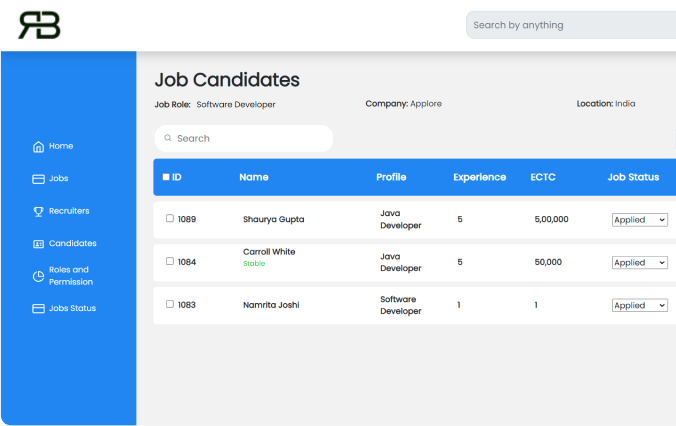 RB
Search by anything
Job Candidates
Job Role: Software Developer Company: Applore Location: India
Search
ID Name Profile Experience ECTC Job Status
1089 Shaurya Gupta Java Developer 5 5,00,000 Applied
1084 Carroll White Stable Java Developer 5 50,000 Applied
1083 Namrita Joshi Software Developer 1 1 Applied
Home
Jobs
Recruiters
Candidates
Roles and
Permission
Jobs Status